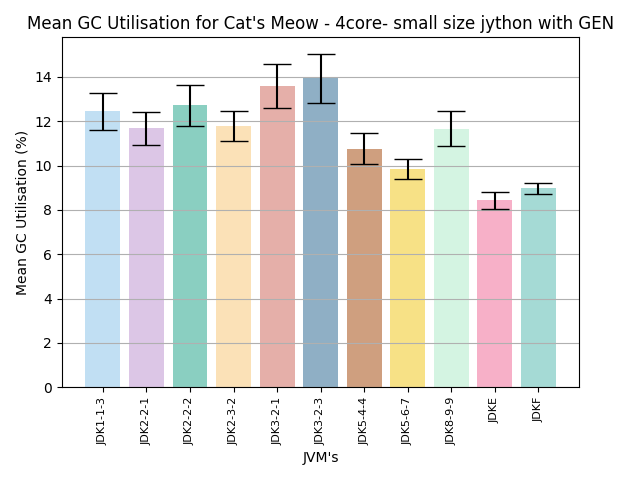 Mean GC Utilisation for Cat's Meow - 4core- small size jython with GEN
Mean GC Utilisation (%)
14
12
10
8
6
4
2
0
JDK1-1-3
JDK2-2-1
JDK2-2-2
JDK2-3-2
JDK3-2-1
JDK3-2-3
JDK5-4-4
JDK5-6-7
JDK8-9-9
JDKE
JDKF
JVM's